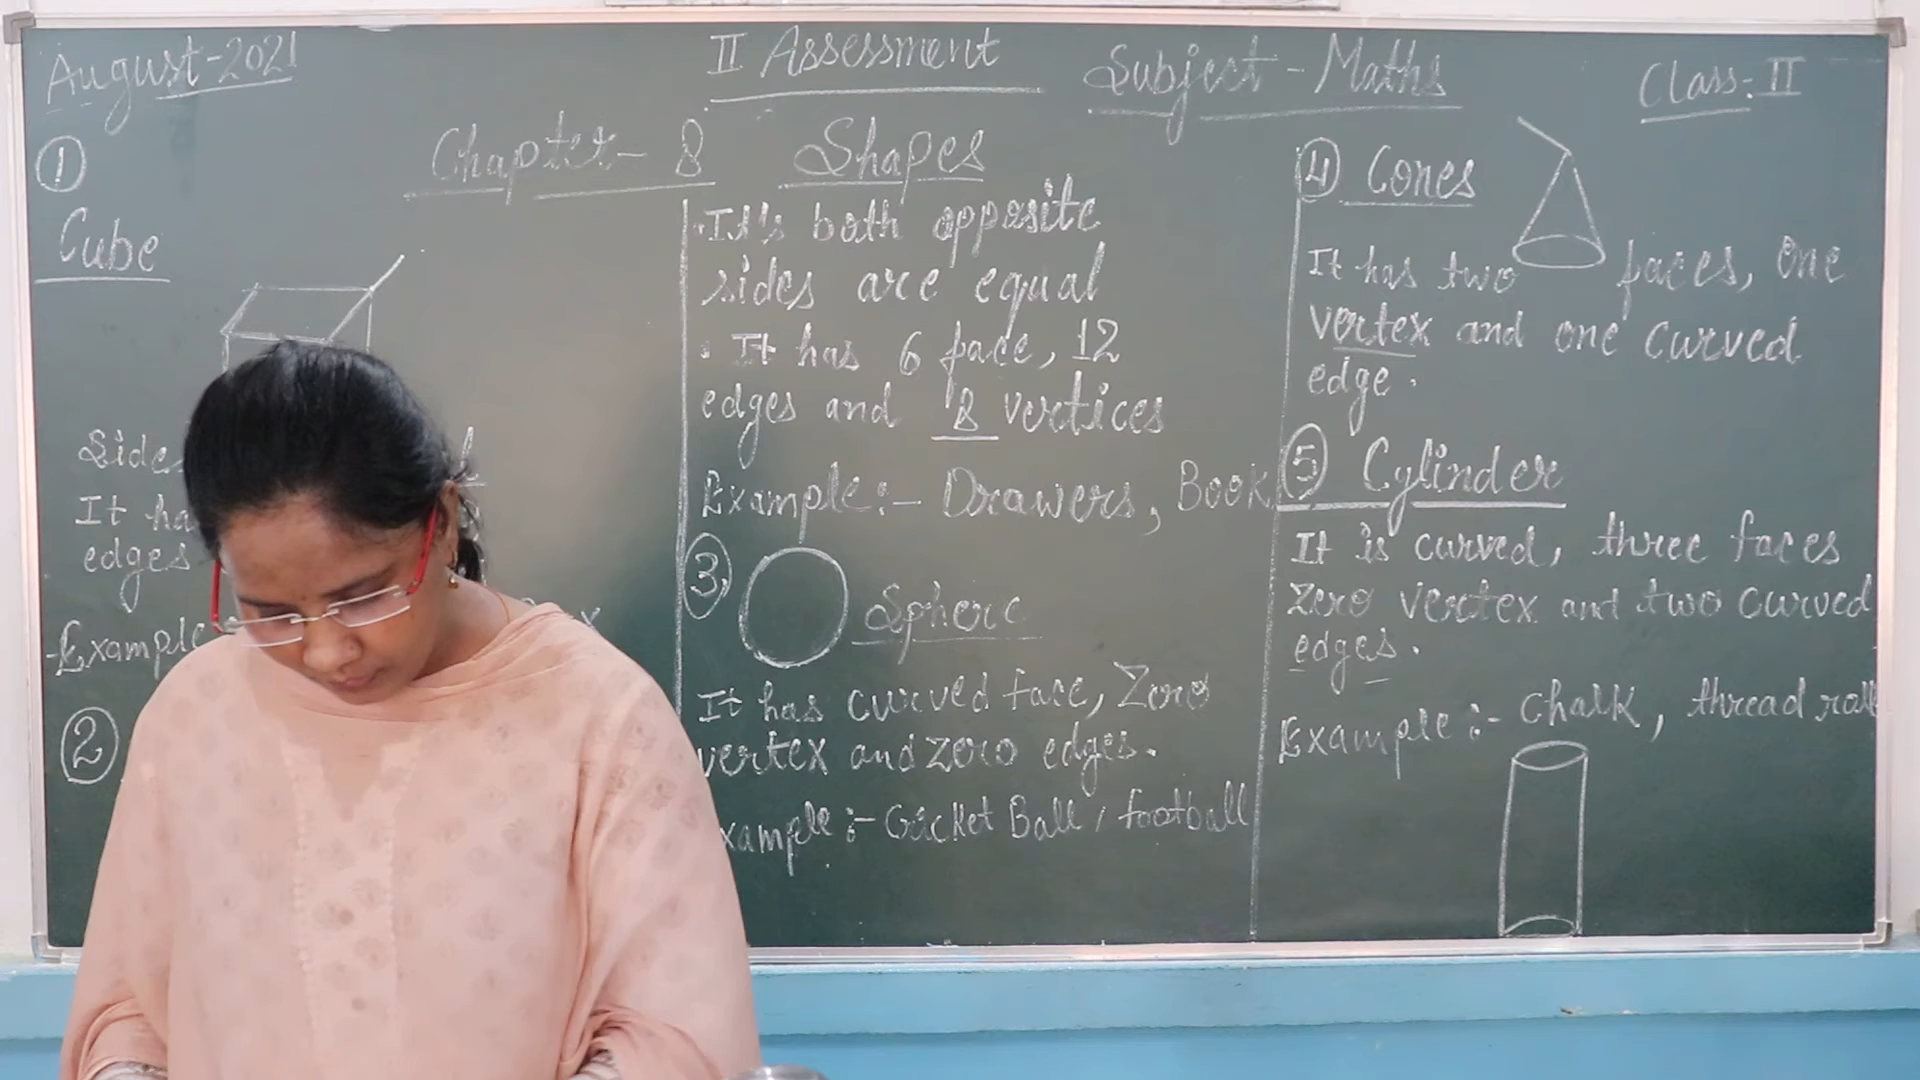 August-2021
II Assessment
Subject - Maths
Class: II
Chapter - 8 Shapes
1
Cube
It
edges
Example
2
It's both opposite
sides are equal
It has 6 face, 12
edges and 8 vertices
Example:- Drawers, Book
3. Sphere
It has curved face, Zero
vertex and zero edges.
xample:- Cricket Ball, football
4 Cones
It has two faces, One
vertex and one curved
edge.
5 Cylinder
It is curved, three faces
Zero vertex and two curved
edges.
Example:- Chalk, thread